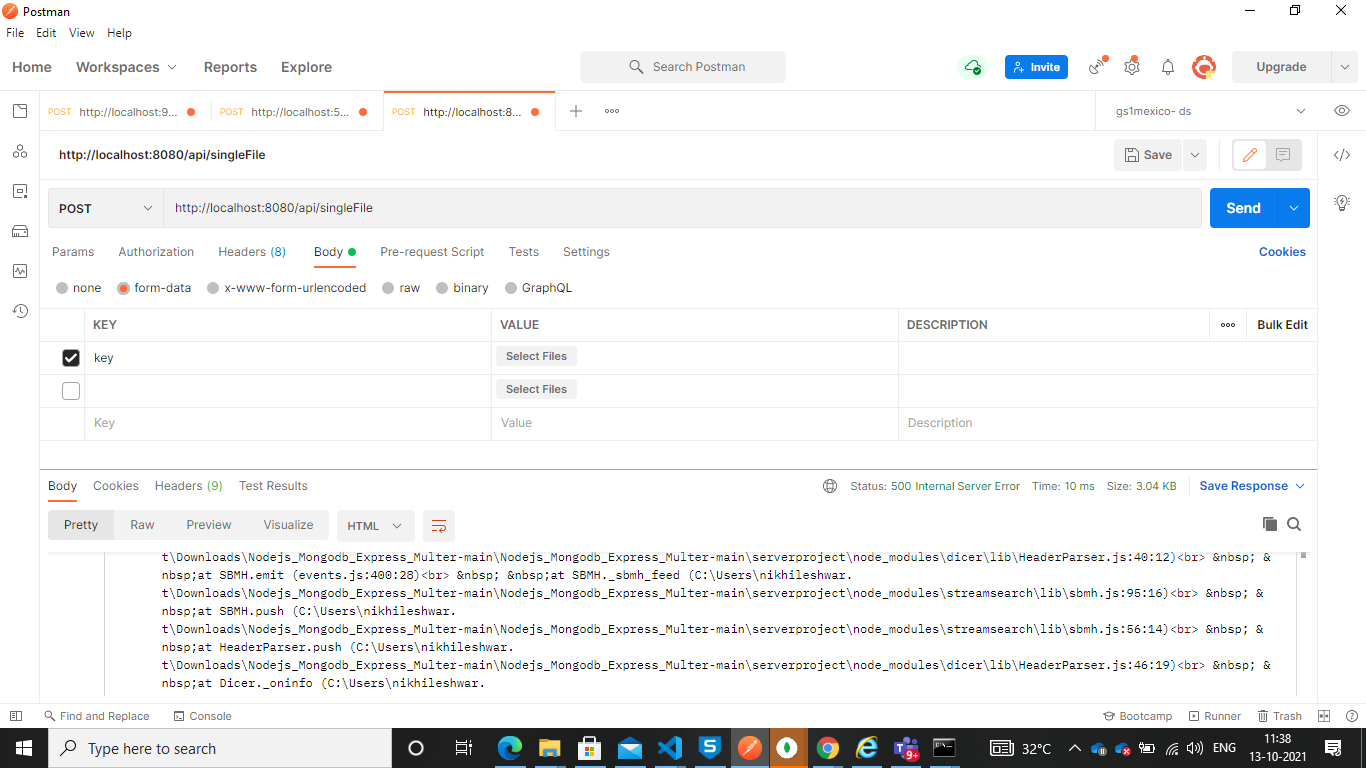 Postman
File Edit View Help
Home Workspaces Reports Explore Search Postman Invite Upgrade
POST http://localhost:9... POST http://localhost:5... POST http://localhost:8... gs1mexico- ds
http://localhost:8080/api/singleFile Save
POST http://localhost:8080/api/singleFile Send
Params Authorization Headers (8) Body Pre-request Script Tests Settings Cookies
none form-data x-www-form-urlencoded raw binary GraphQL
KEY VALUE DESCRIPTION Bulk Edit
key Select Files
Select Files
Key Value Description
Body Cookies Headers (9) Test Results Status: 500 Internal Server Error Time: 10 ms Size: 3.04 KB Save Response
Pretty Raw Preview Visualize HTML
t\Downloads\Nodejs_Mongodb_Express_Multer-main\Nodejs_Mongodb_Express_Multer-main\serverproject\node_modules\dicer\lib\HeaderParser.js:40:12)<br> &nbsp; &
nbsp;at SBMH.emit (events.js:400:28)<br> &nbsp; &nbsp;at SBMH._sbmh_feed (C:\Users\nikhileshwar.
t\Downloads\Nodejs_Mongodb_Express_Multer-main\Nodejs_Mongodb_Express_Multer-main\serverproject\node_modules\streamsearch\lib\sbmh.js:95:16)<br> &nbsp; &
nbsp;at SBMH.push (C:\Users\nikhileshwar.
t\Downloads\Nodejs_Mongodb_Express_Multer-main\Nodejs_Mongodb_Express_Multer-main\serverproject\node_modules\streamsearch\lib\sbmh.js:56:14)<br> &nbsp; &
nbsp;at HeaderParser.push (C:\Users\nikhileshwar.
t\Downloads\Nodejs_Mongodb_Express_Multer-main\Nodejs_Mongodb_Express_Multer-main\serverproject\node_modules\dicer\lib\HeaderParser.js:46:19)<br> &nbsp; &
nbsp;at Dicer._oninfo (C:\Users\nikhileshwar.
Find and Replace Console Bootcamp Runner Trash
Type here to search 9+ 32°C ENG 11:38
13-10-2021